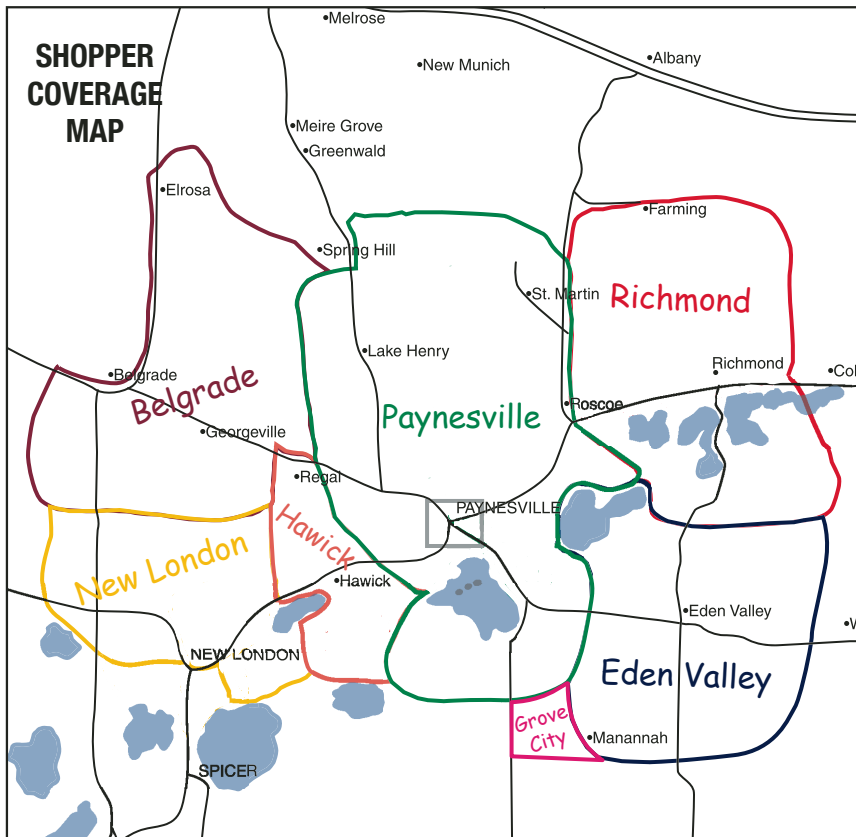 SHOPPER
COVERAGE
MAP
Melrose
New Munich
Albany
Meire Grove
Greenwald
Elrosa
Farming
Spring Hill
St. Martin
Richmond
Lake Henry
Richmond
Col
Belgrade
Belgrade
Paynesville
Roscoe
Georgeville
Regal
PAYNESVILLE
Hawick
New London
Hawick
Eden Valley
W
NEW LONDON
Eden Valley
Grove
City
Manannah
SPICER